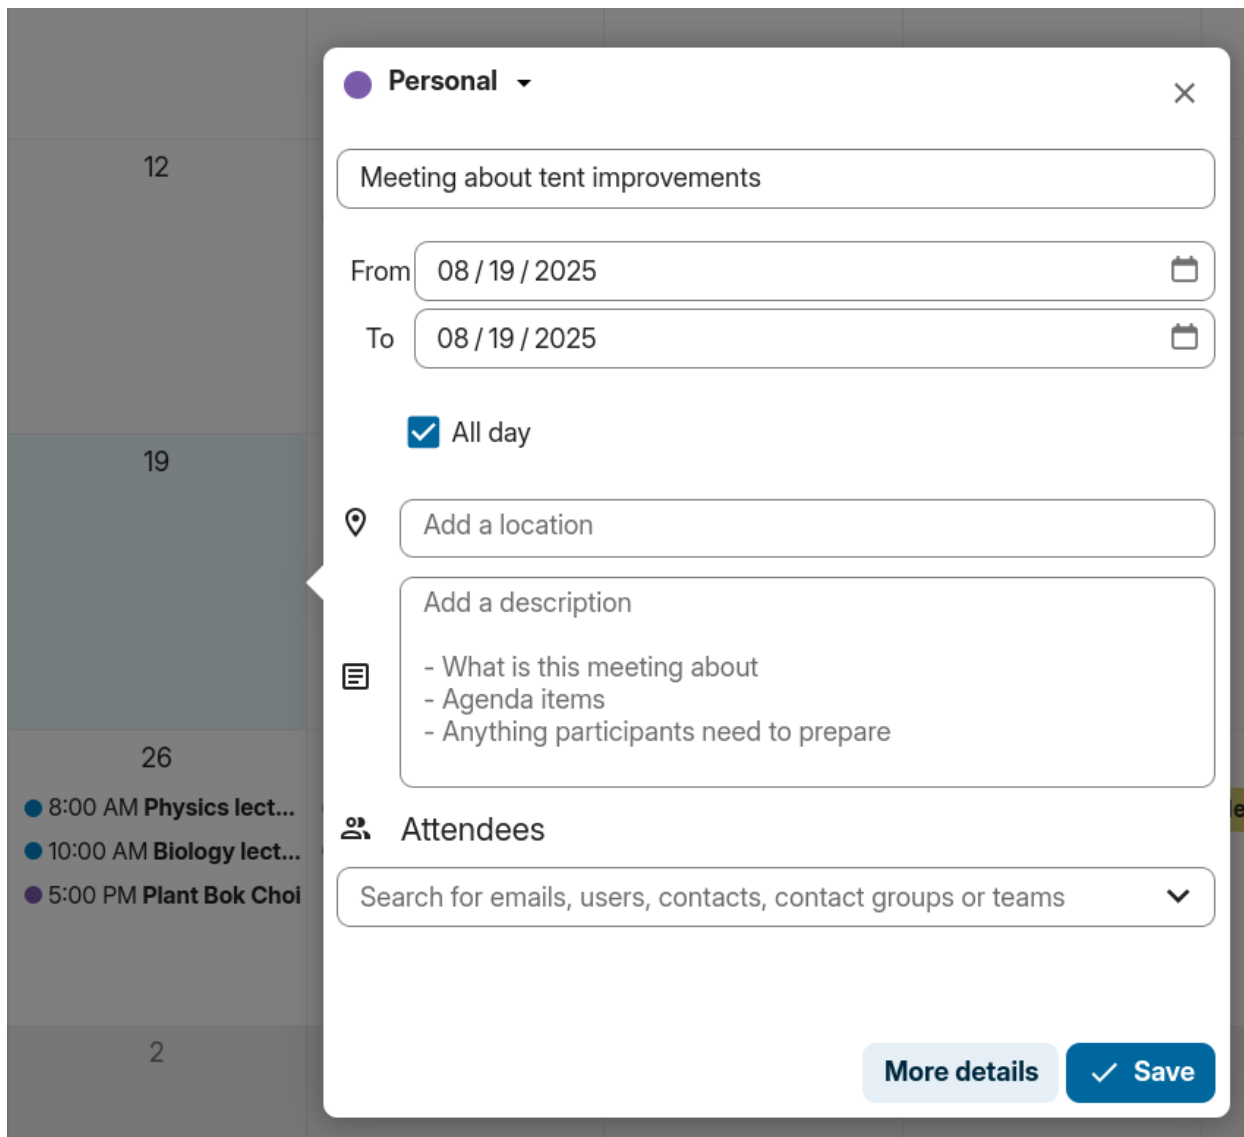 Personal
Meeting about tent improvements
From 08 / 19 / 2025
To 08 / 19 / 2025
All day
Add a location
Add a description
- What is this meeting about
- Agenda items
- Anything participants need to prepare
Attendees
Search for emails, users, contacts, contact groups or teams
More details
Save
12
19
26
8:00 AM Physics lect...
10:00 AM Biology lect...
5:00 PM Plant Bok Choi
2